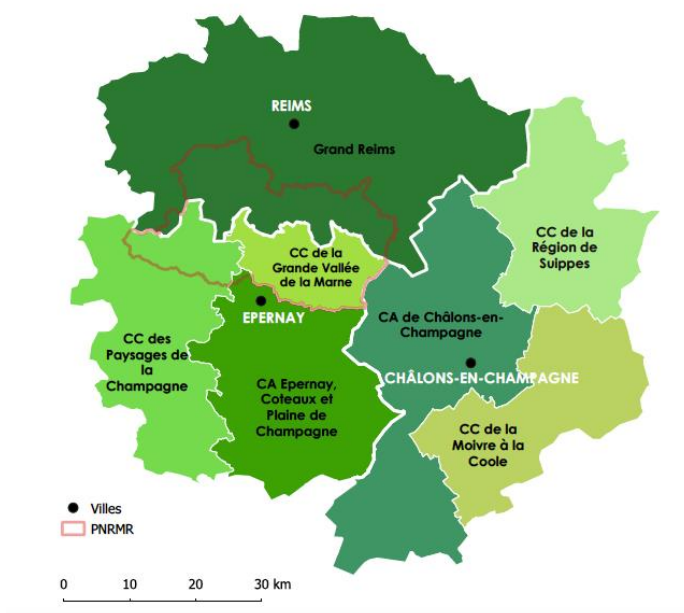 REIMS
Grand Reims
CC de la
Région de
Suippes
CC de la
Grande Vallée
de la Marne
EPERNAY
CA de Châlons-en-
Champagne
CC des
Paysages de
la
Champagne
CHÂLONS-EN-CHAMPAGNE
CA Epernay,
Coteaux et
Plaine de
Champagne
CC de la
Moivre à la
Coole
Villes
PNRMR
0 10 20 30 km